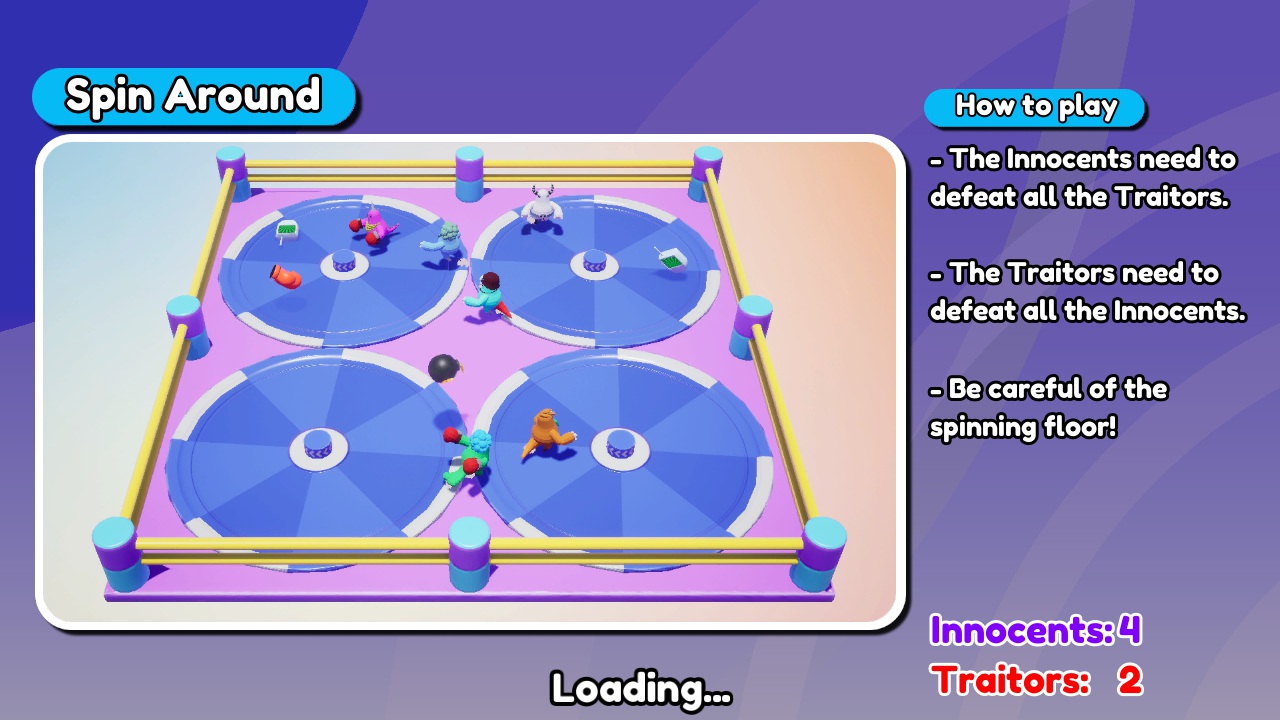 Spin Around
How to play
- The Innocents need to
defeat all the Traitors.
- The Traitors need to
defeat all the Innocents.
- Be careful of the
spinning floor!
Innocents: 4
Traitors: 2
Loading...